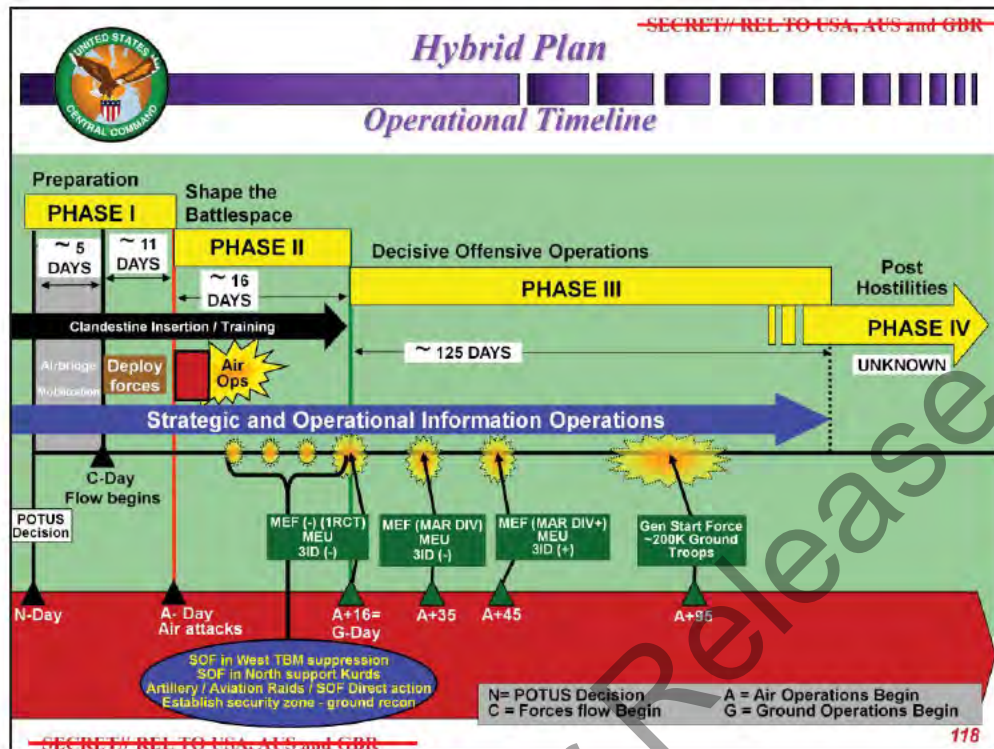 SECRET// REL TO USA, AUS and GBR
UNITED STATES
CENTRAL COMMAND
Hybrid Plan
Operational Timeline
Preparation
PHASE I
Shape the
Battlespace
PHASE II
Decisive Offensive Operations
PHASE III
Post
Hostilities
PHASE IV
UNKNOWN
~ 5
DAYS
~ 11
DAYS
~ 16
DAYS
~ 125 DAYS
Clandestine Insertion / Training
Airbridge
Mobilization
Deploy
forces
Air
Ops
Strategic and Operational Information Operations
C-Day
Flow begins
POTUS
Decision
MEF (-) (1RCT)
MEU
3ID (-)
MEF (MAR DIV)
MEU
3ID (-)
MEF (MAR DIV+)
MEU
3ID (+)
Gen Start Force
~200K Ground
Troops
N-Day
A- Day
Air attacks
A+16=
G-Day
A+35
A+45
A+95
SOF in West TBM suppression
SOF in North support Kurds
Artillery / Aviation Raids / SOF Direct action
Establish security zone - ground recon
N= POTUS Decision
C = Forces flow Begin
A = Air Operations Begin
G = Ground Operations Begin
SECRET// REL TO USA, AUS and GBR
118
Release